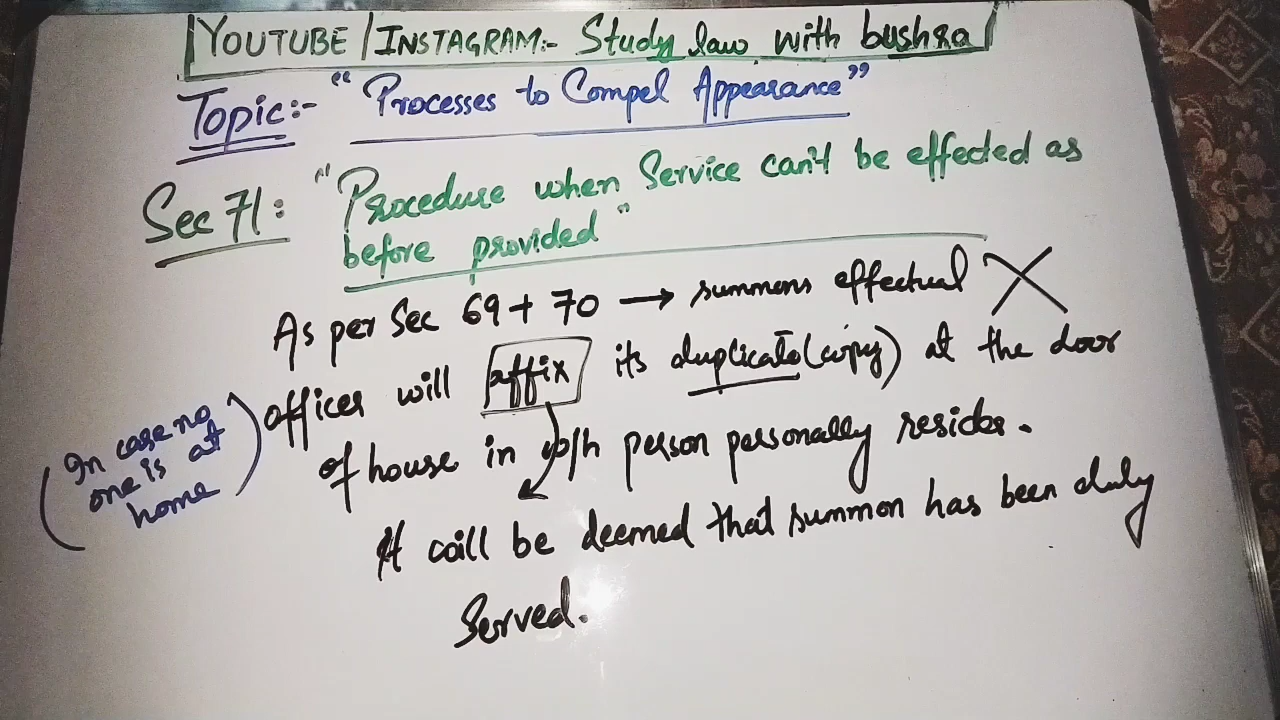 YOUTUBE/INSTAGRAM:- Study law with bushra
Topic:- "Processes to Compel Appearance"
Sec 71: "Procedure when Service can't be effected as
before provided"
As per Sec 69+70 → summons effectual ✗
officer will affix its duplicate (copy) at the door
of house in w/h person personally resides.
(In case no
one is at
home)
It will be deemed that summon has been duly
Served.